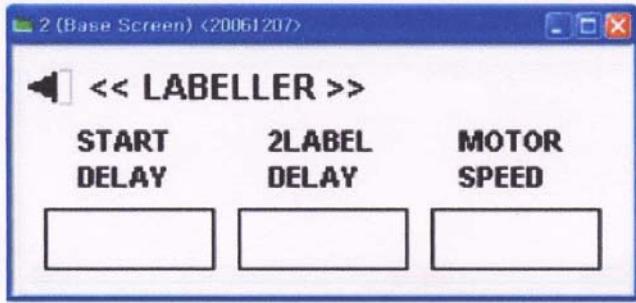 2 (Base Screen) <20061207>
<< LABELLER >>
START DELAY
2LABEL DELAY
MOTOR SPEED